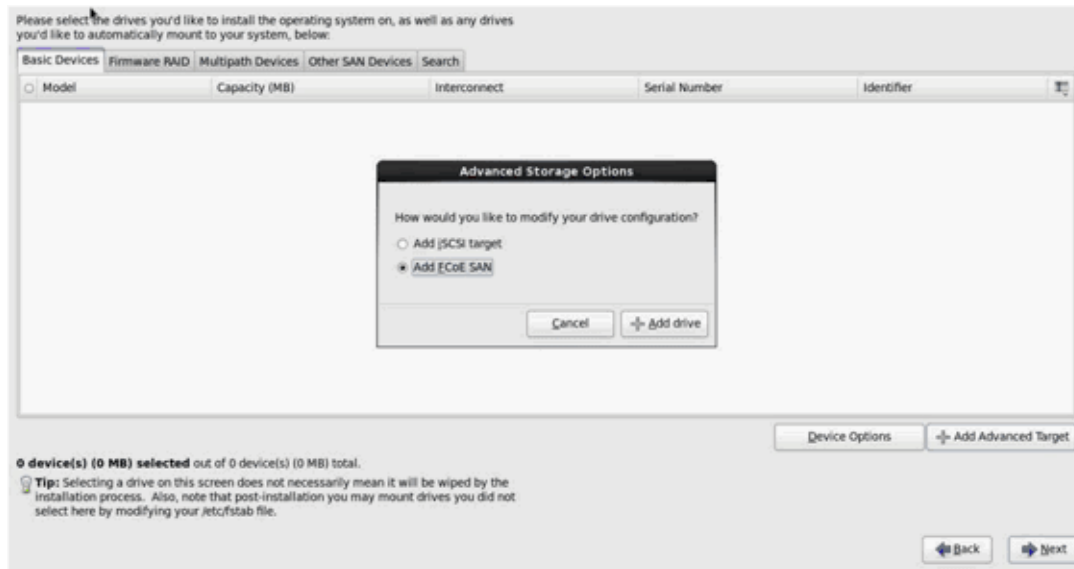 Please select the drives you'd like to install the operating system on, as well as any drives
you'd like to automatically mount to your system, below:
Basic Devices Firmware RAID Multipath Devices Other SAN Devices Search
Model Capacity (MB) Interconnect Serial Number Identifier
Advanced Storage Options
How would you like to modify your drive configuration?
Add iSCSI target
Add FCoE SAN
Cancel Add drive
Device Options Add Advanced Target
0 device(s) (0 MB) selected out of 0 device(s) (0 MB) total.
Tip: Selecting a drive on this screen does not necessarily mean it will be wiped by the
installation process. Also, note that post-installation you may mount drives you did not
select here by modifying your /etc/fstab file.
Back Next